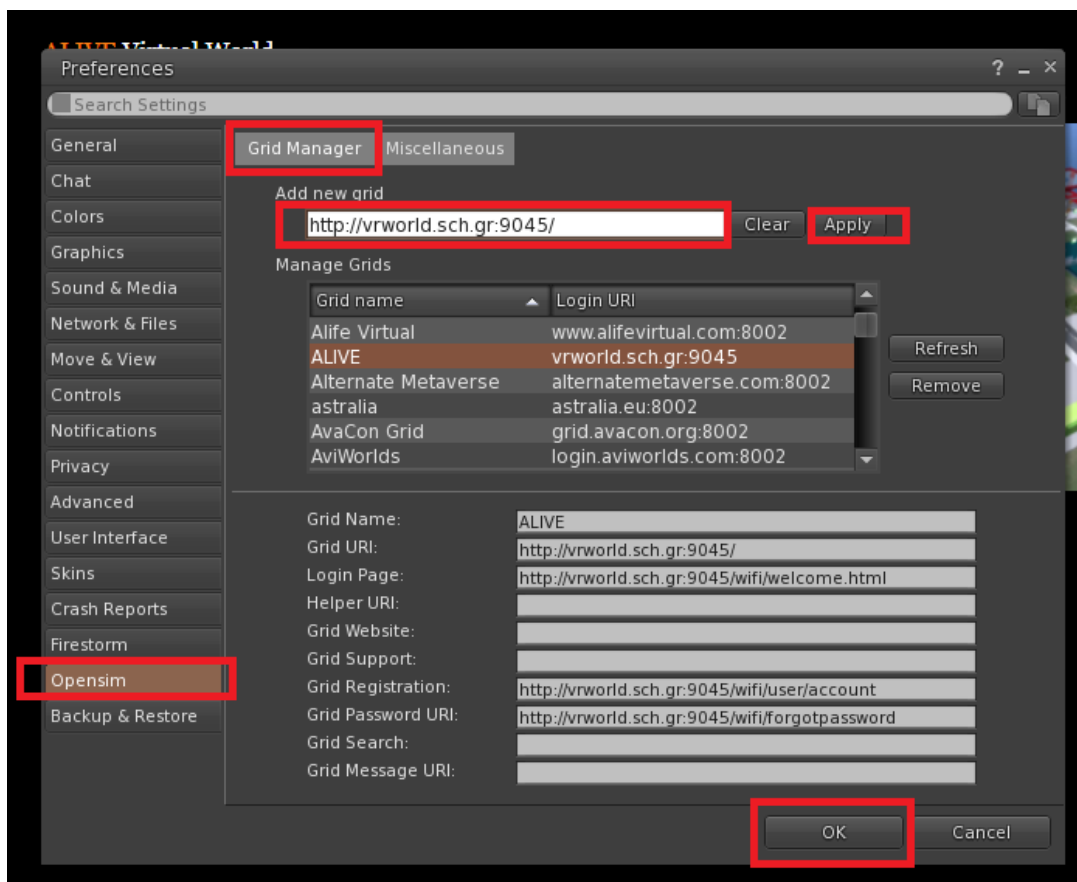 ALIVE Virtual World
Preferences
? _ ×
Search Settings
General
Chat
Colors
Graphics
Sound & Media
Network & Files
Move & View
Controls
Notifications
Privacy
Advanced
User Interface
Skins
Crash Reports
Firestorm
Opensim
Backup & Restore
Grid Manager Miscellaneous
Add new grid
http://vrworld.sch.gr:9045/ Clear Apply
Manage Grids
Grid name Login URI
Alife Virtual www.alifevirtual.com:8002
ALIVE vrworld.sch.gr:9045
Alternate Metaverse alternatemetaverse.com:8002
astralia astralia.eu:8002
AvaCon Grid grid.avacon.org:8002
AviWorlds login.aviworlds.com:8002
Refresh
Remove
Grid Name: ALIVE
Grid URI: http://vrworld.sch.gr:9045/
Login Page: http://vrworld.sch.gr:9045/wifi/welcome.html
Helper URI:
Grid Website:
Grid Support:
Grid Registration: http://vrworld.sch.gr:9045/wifi/user/account
Grid Password URI: http://vrworld.sch.gr:9045/wifi/forgotpassword
Grid Search:
Grid Message URI:
OK Cancel